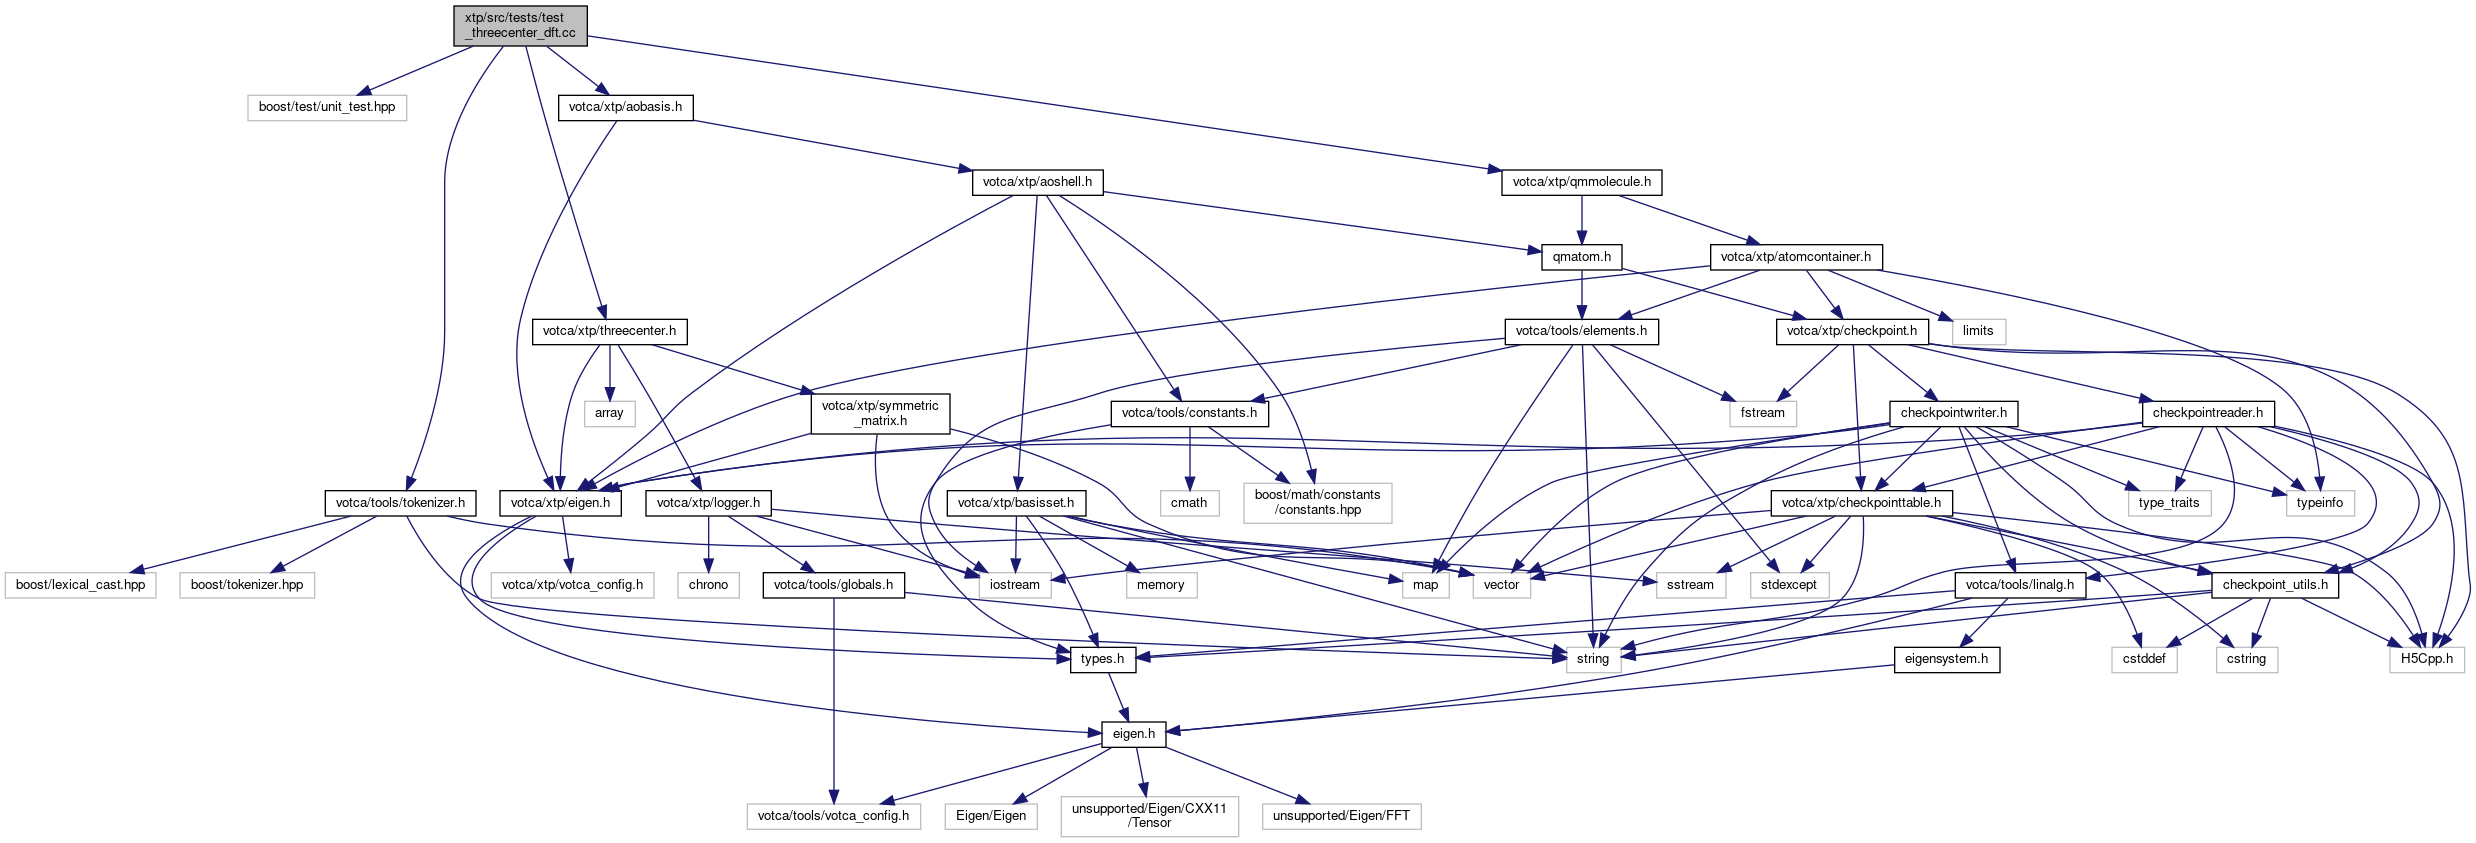 xtp/src/tests/test
_threecenter_dft.cc
boost/test/unit_test.hpp
votca/xtp/aobasis.h
votca/xtp/aoshell.h
votca/xtp/qmmolecule.h
qmatom.h
votca/xtp/atomcontainer.h
votca/xtp/threecenter.h
votca/tools/elements.h
votca/xtp/checkpoint.h
limits
array
votca/xtp/symmetric
_matrix.h
votca/tools/constants.h
fstream
checkpointwriter.h
checkpointreader.h
votca/tools/tokenizer.h
votca/xtp/eigen.h
votca/xtp/logger.h
votca/xtp/basisset.h
cmath
boost/math/constants
/constants.hpp
votca/xtp/checkpointtable.h
type_traits
typeinfo
boost/lexical_cast.hpp
boost/tokenizer.hpp
votca/xtp/votca_config.h
chrono
votca/tools/globals.h
iostream
memory
map
vector
sstream
stdexcept
votca/tools/linalg.h
checkpoint_utils.h
types.h
string
eigensystem.h
cstddef
cstring
H5Cpp.h
eigen.h
votca/tools/votca_config.h
Eigen/Eigen
unsupported/Eigen/CXX11
/Tensor
unsupported/Eigen/FFT